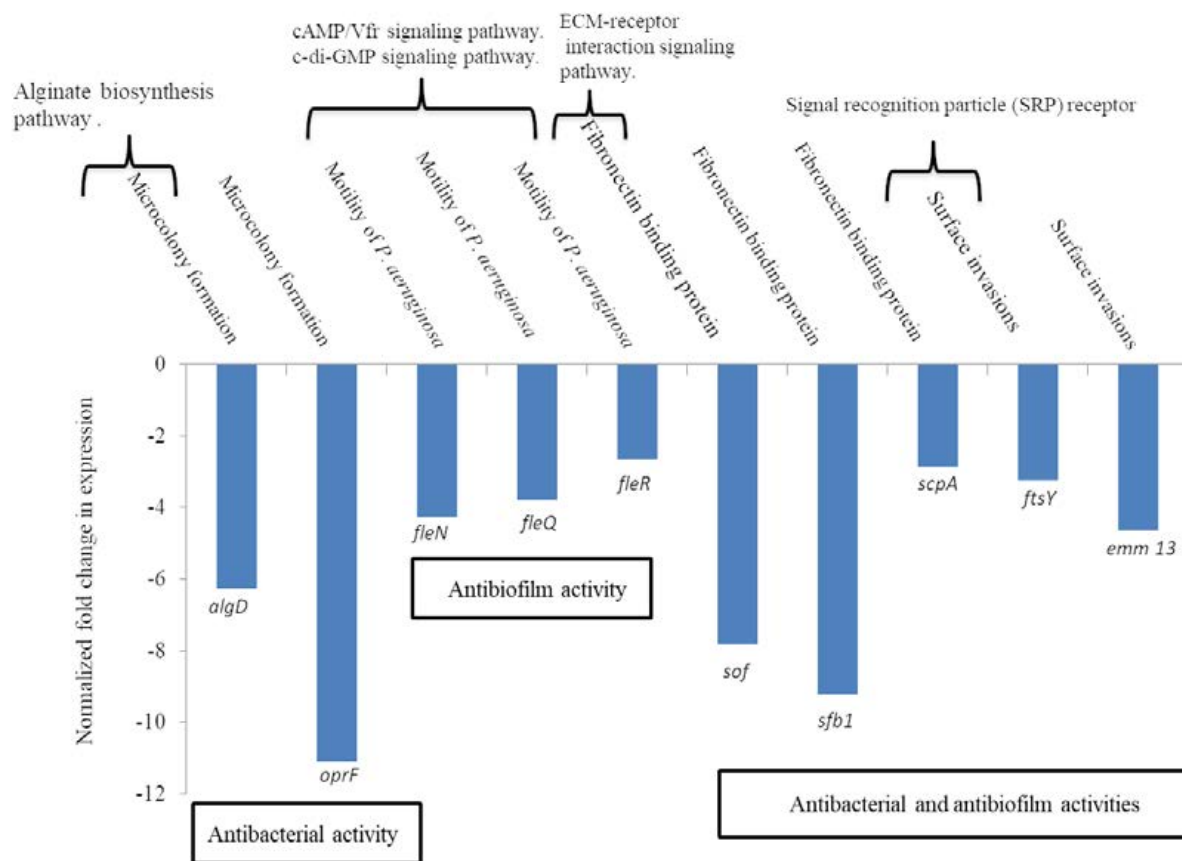 cAMP/Vfr signaling pathway.
c-di-GMP signaling pathway.
ECM-receptor
interaction signaling
pathway.
Alginate biosynthesis
pathway .
Signal recognition particle (SRP) receptor
Microcolony formation
Microcolony formation
Motility of P. aeruginosa
Motility of P. aeruginosa
Motility of P. aeruginosa
Fibronectin binding protein
Fibronectin binding protein
Fibronectin binding protein
Surface invasions
Surface invasions
Normalized fold change in expression
0
-2
-4
-6
-8
-10
-12
algD
oprF
fleN
fleQ
fleR
sof
sfb1
scpA
ftsY
emm 13
Antibiofilm activity
Antibacterial activity
Antibacterial and antibiofilm activities